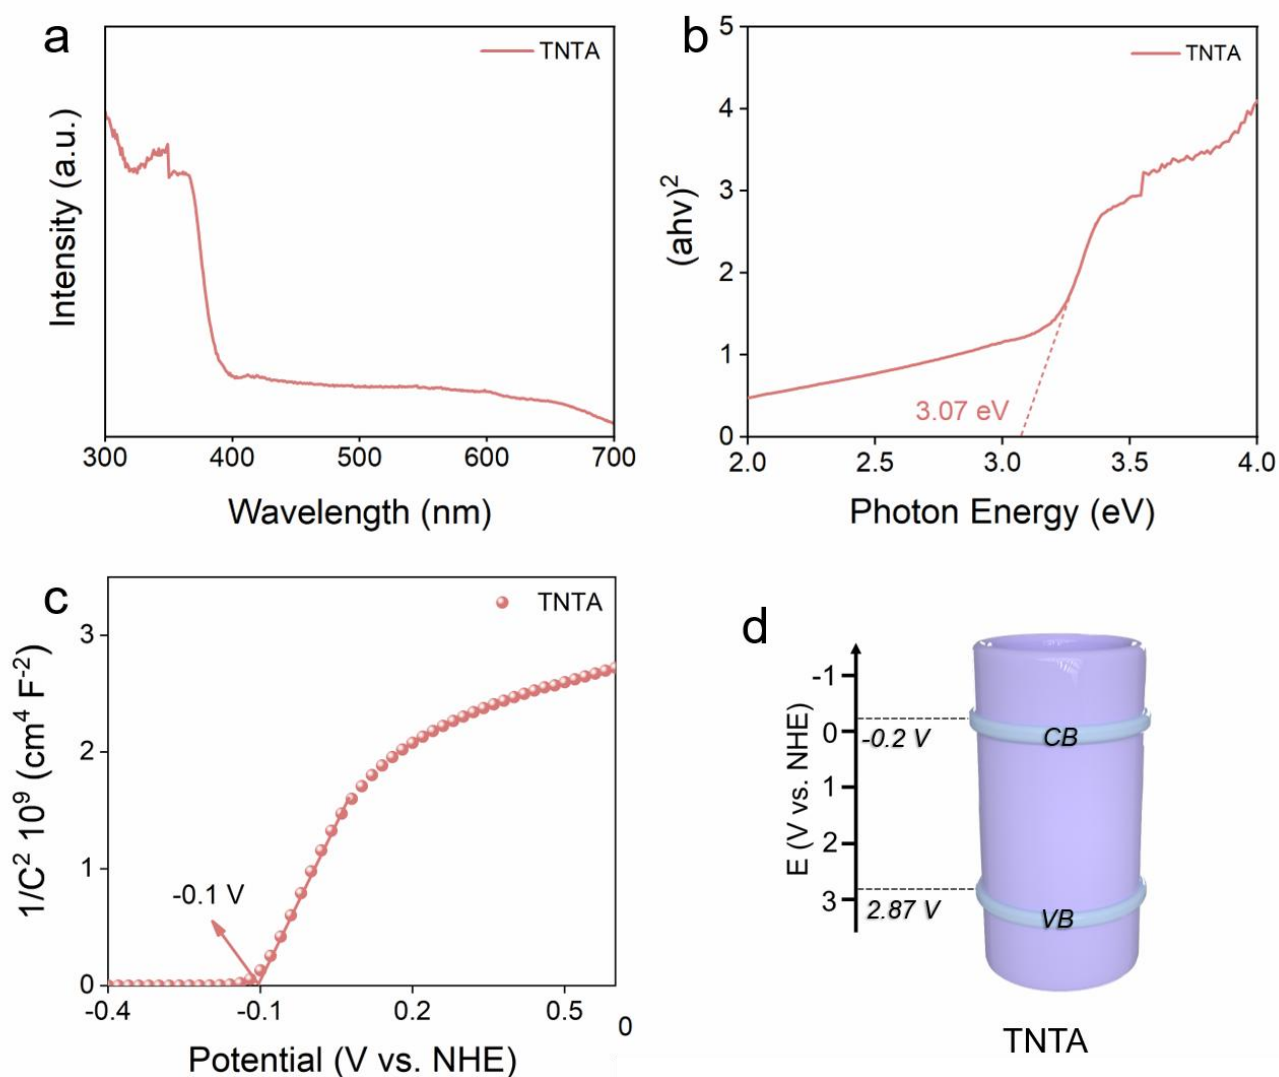 a
TNTA
Intensity (a.u.)
300 400 500 600 700
Wavelength (nm)
b
TNTA
(ahv)²
5
4
3
2
1
0
3.07 eV
2.0 2.5 3.0 3.5 4.0
Photon Energy (eV)
c
TNTA
1/C² 10⁹ (cm⁴ F⁻²)
3
2
1
0
-0.1 V
-0.4 -0.1 0.2 0.5 0
Potential (V vs. NHE)
d
E (V vs. NHE)
-1
0
1
2
3
-0.2 V
CB
2.87 V
VB
TNTA